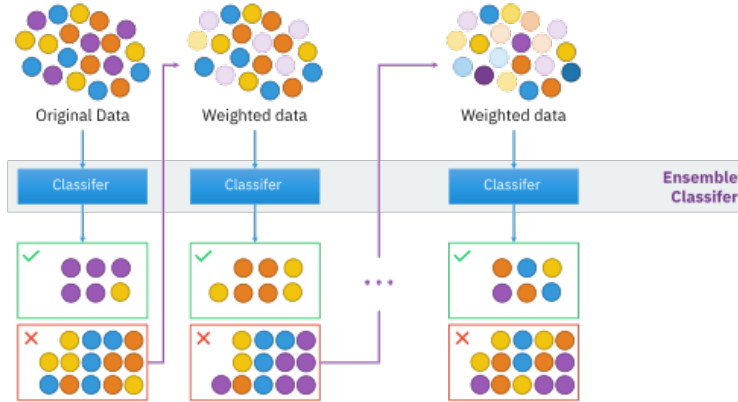 Original Data
Weighted data
Weighted data
Classifer
Classifer
Classifer
Ensemble
Classifer